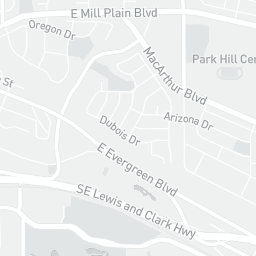 E Mill Plain Blvd
Oregon Dr
MacArthur Blvd
Park Hill Cem
St
Arizona Dr
Dubois Dr
E Evergreen Blvd
SE Lewis and Clark Hwy